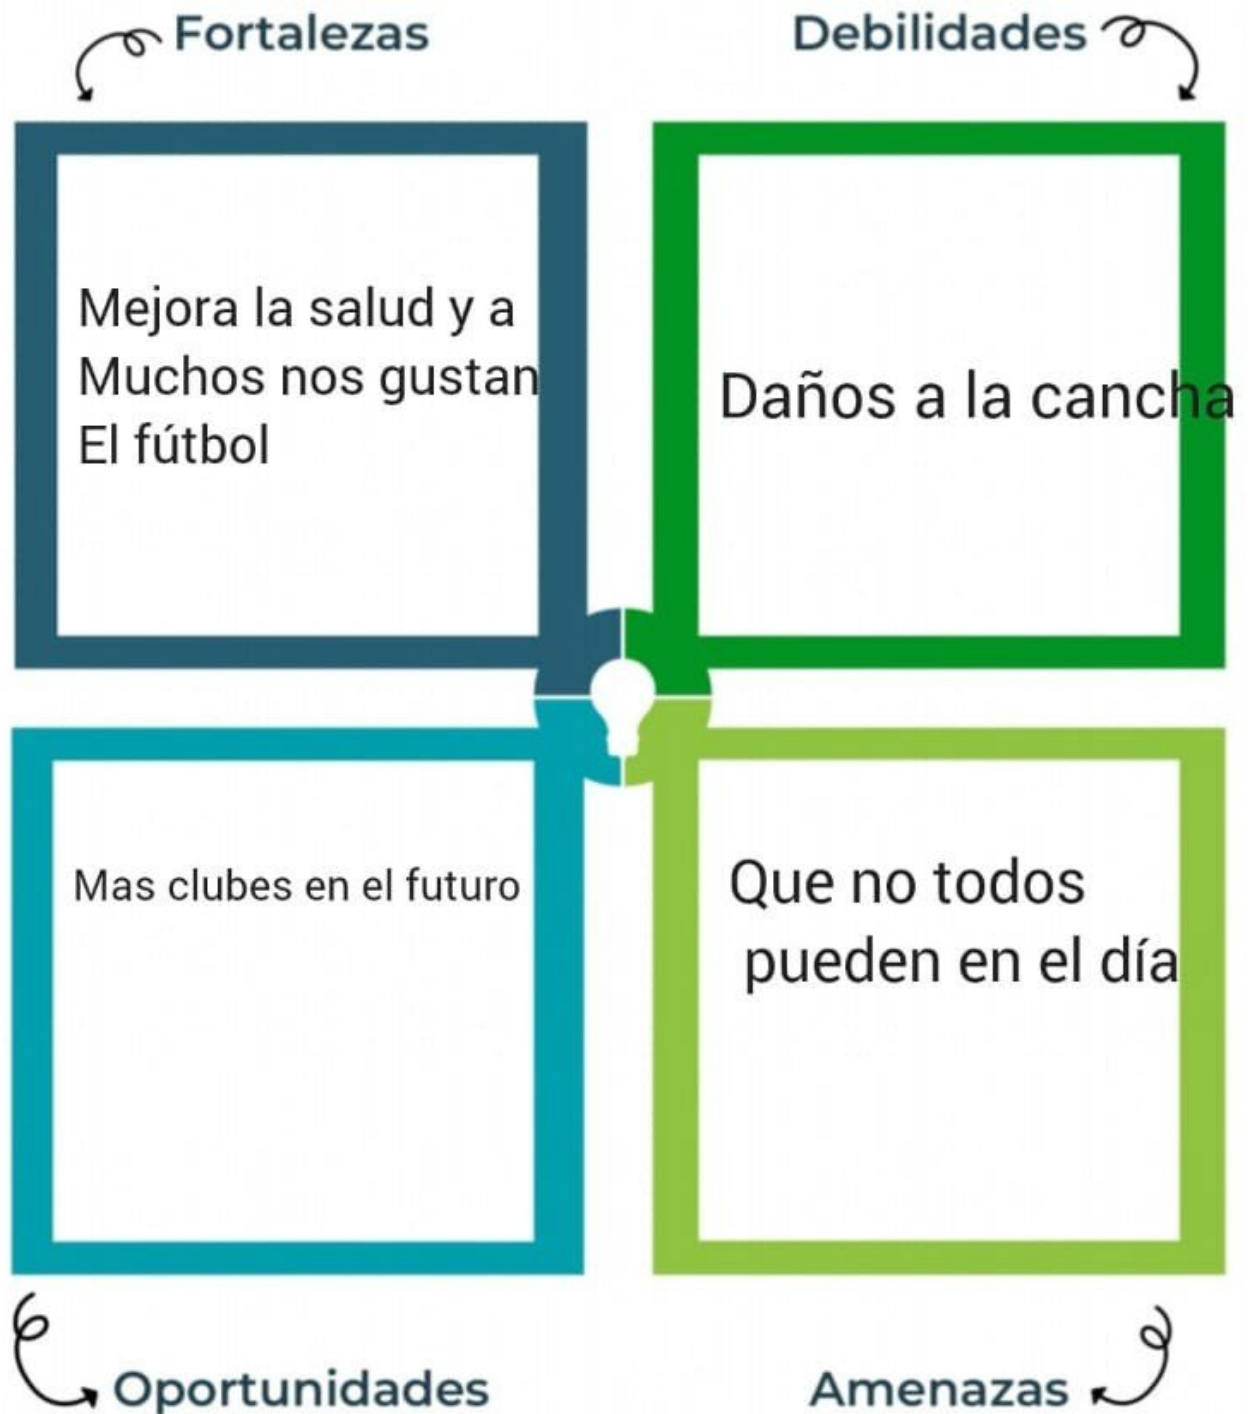 Fortalezas
Debilidades
Mejora la salud y a
Muchos nos gustan
El fútbol
Daños a la cancha
Mas clubes en el futuro
Que no todos
pueden en el día
Oportunidades
Amenazas